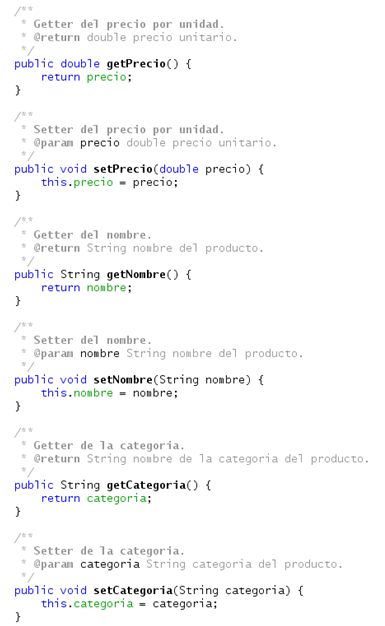 /**
 * Getter del precio por unidad.
 * @return double precio unitario.
 */
public double getPrecio() {
    return precio;
}

/**
 * Setter del precio por unidad.
 * @param precio double precio unitario.
 */
public void setPrecio(double precio) {
    this.precio = precio;
}

/**
 * Getter del nombre.
 * @return String nombre del producto.
 */
public String getNombre() {
    return nombre;
}

/**
 * Setter del nombre.
 * @param nombre String nombre del producto.
 */
public void setNombre(String nombre) {
    this.nombre = nombre;
}

/**
 * Getter de la categoria.
 * @return String nombre de la categoria del producto.
 */
public String getCategoria() {
    return categoria;
}

/**
 * Setter de la categoria.
 * @param categoria String categoria del producto.
 */
public void setCategoria(String categoria) {
    this.categoria = categoria;
}